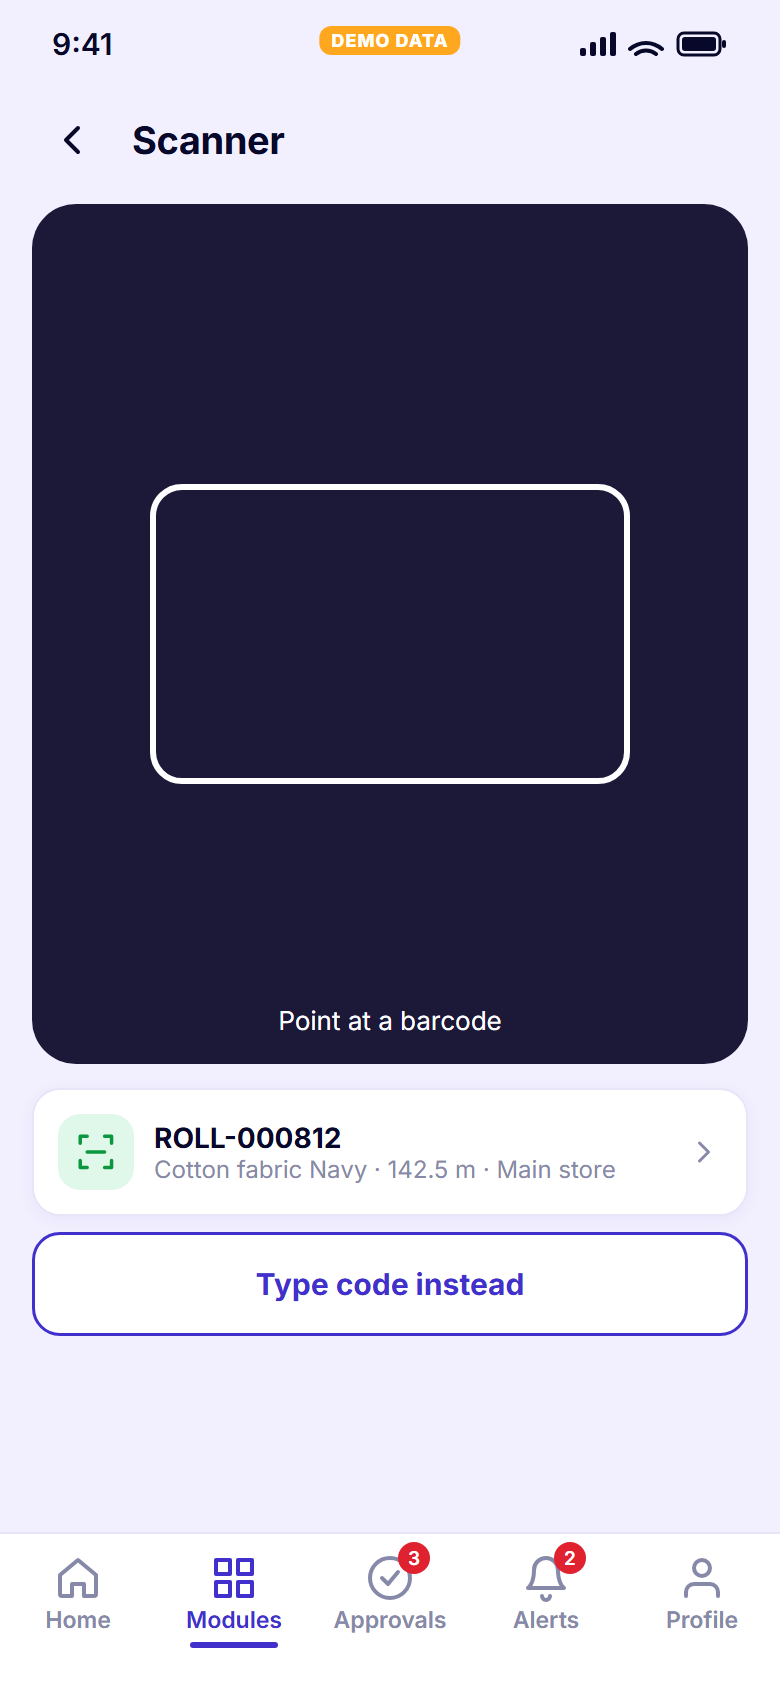 9:41
DEMO DATA
Scanner
Point at a barcode
ROLL-000812
Cotton fabric Navy · 142.5 m · Main store
Type code instead
3
2
Home
Modules
Approvals
Alerts
Profile